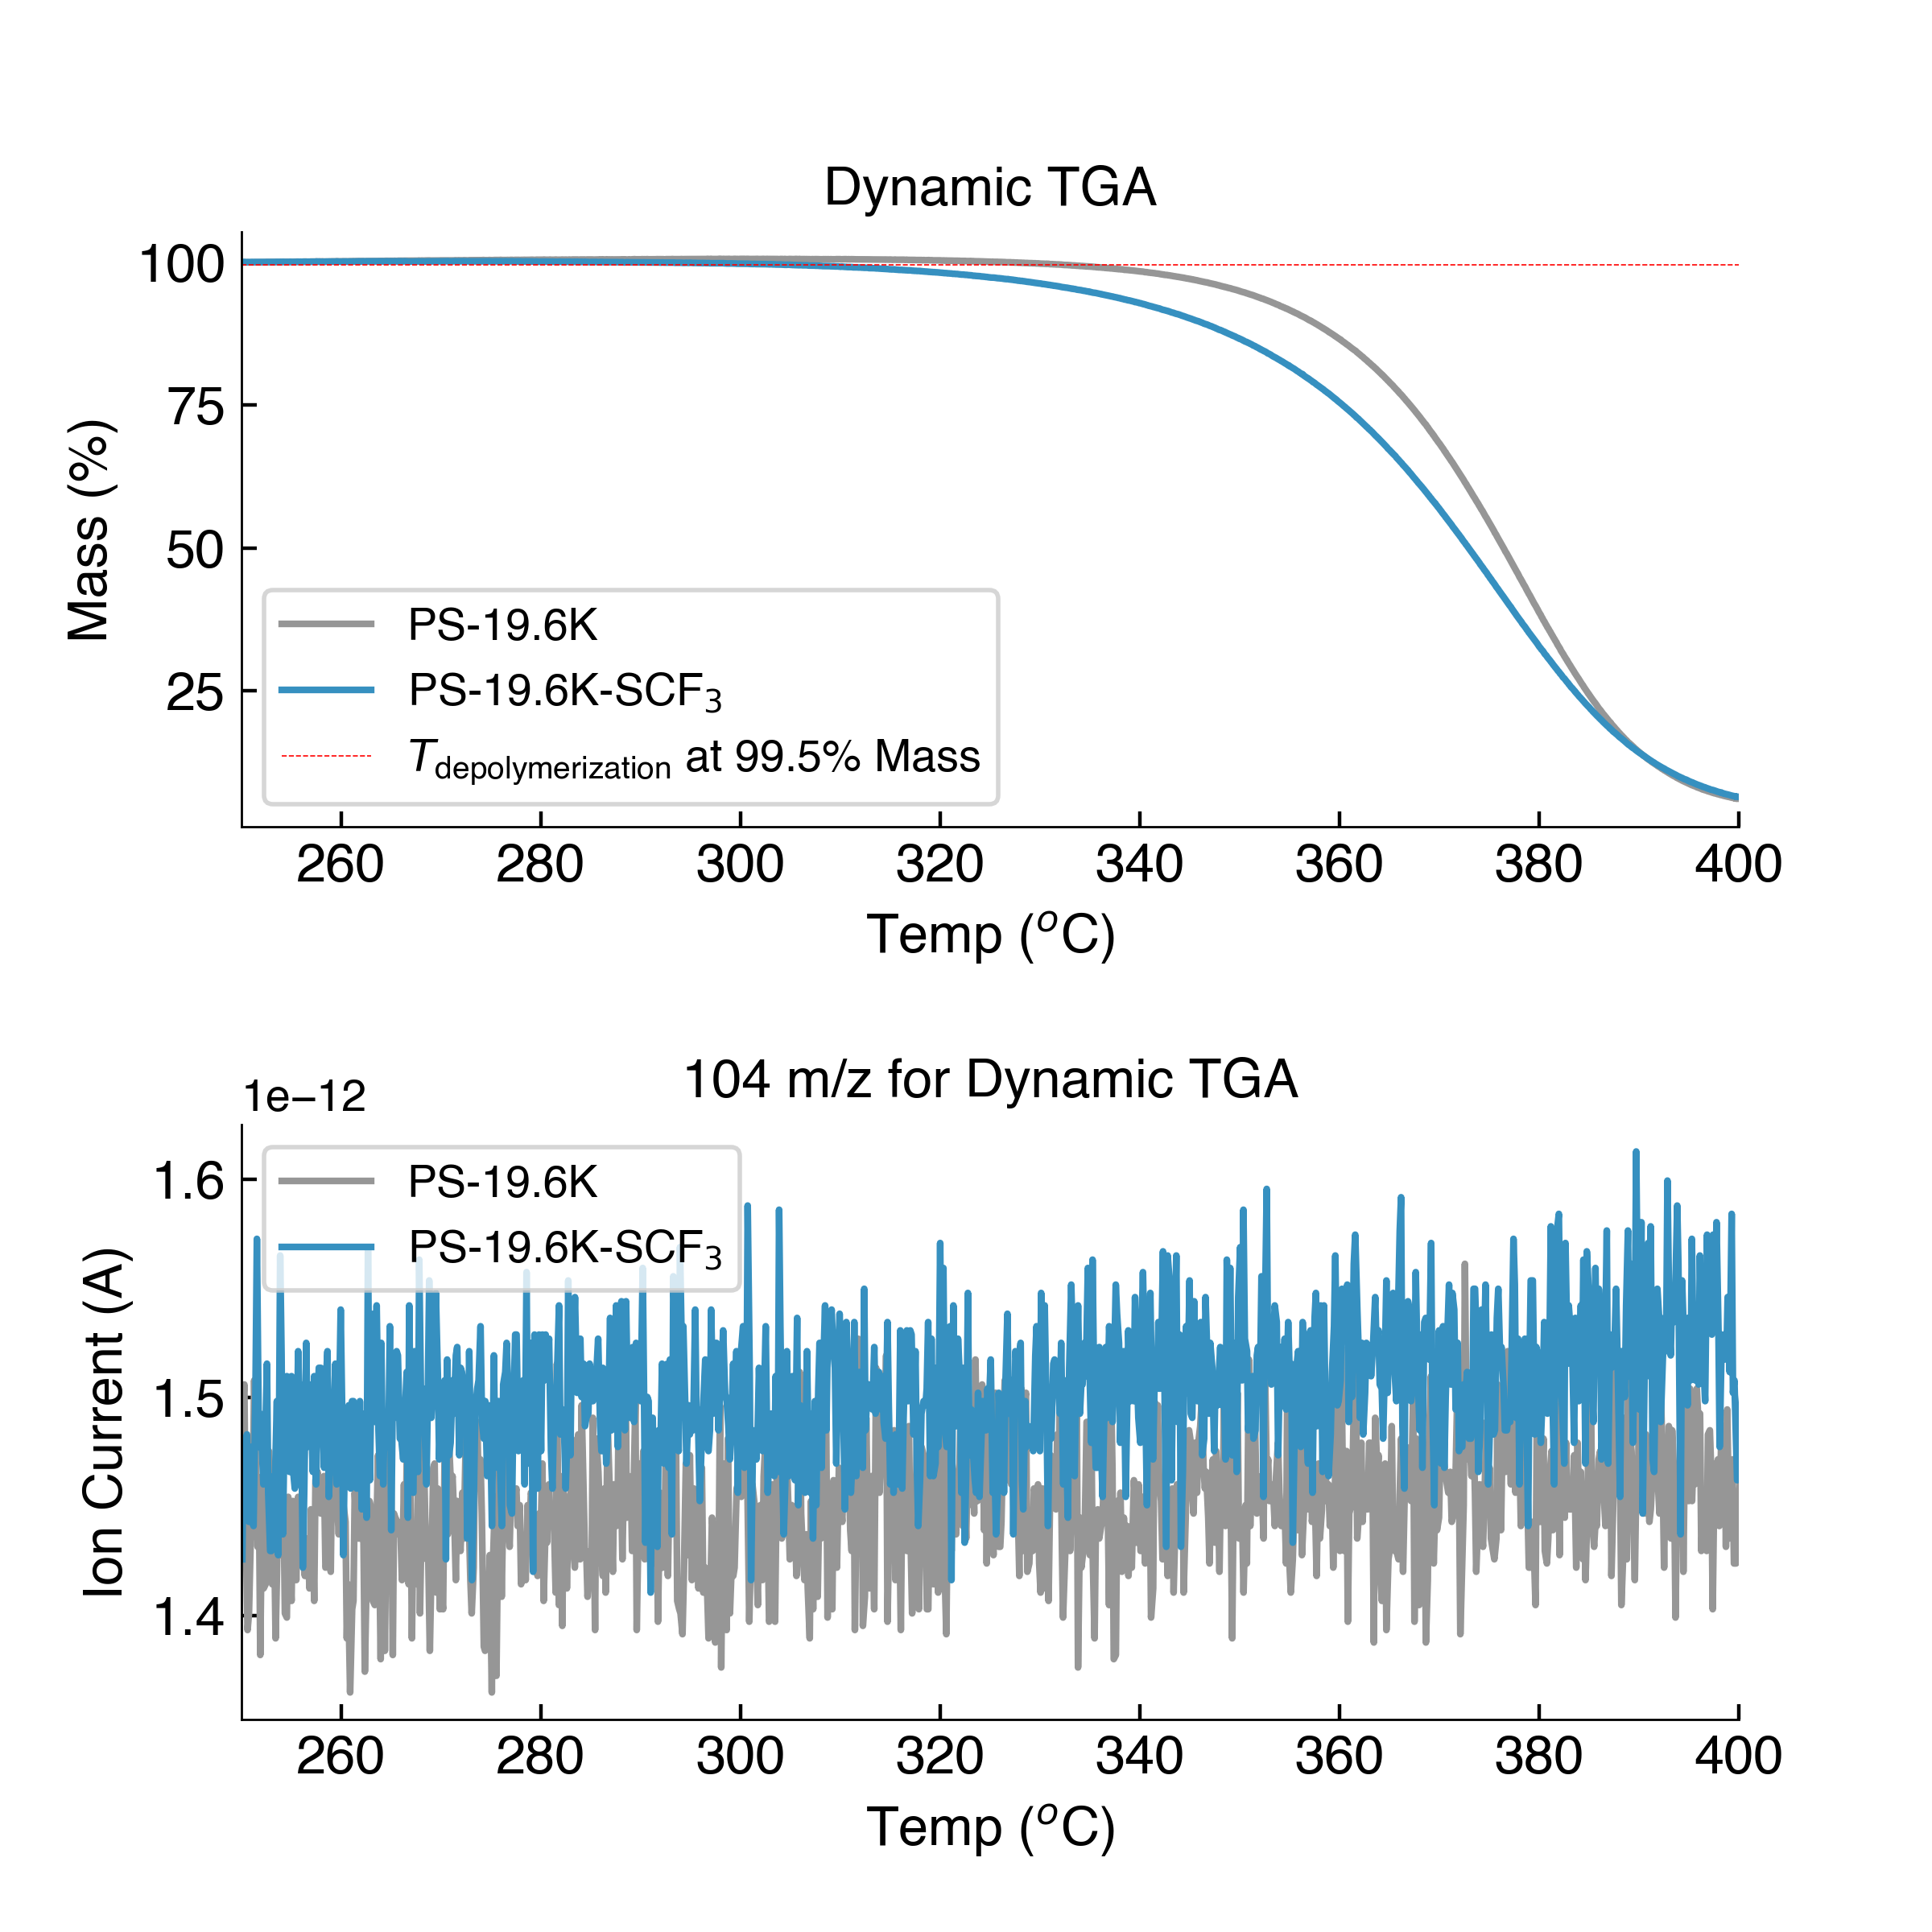 Dynamic TGA
100
75
50
25
Mass (%)
PS-19.6K
PS-19.6K-SCF₃
T depolymerization at 99.5% Mass
260 280 300 320 340 360 380 400
Temp (°C)
104 m/z for Dynamic TGA
1e−12
1.6
1.5
1.4
Ion Current (A)
PS-19.6K
PS-19.6K-SCF₃
260 280 300 320 340 360 380 400
Temp (°C)